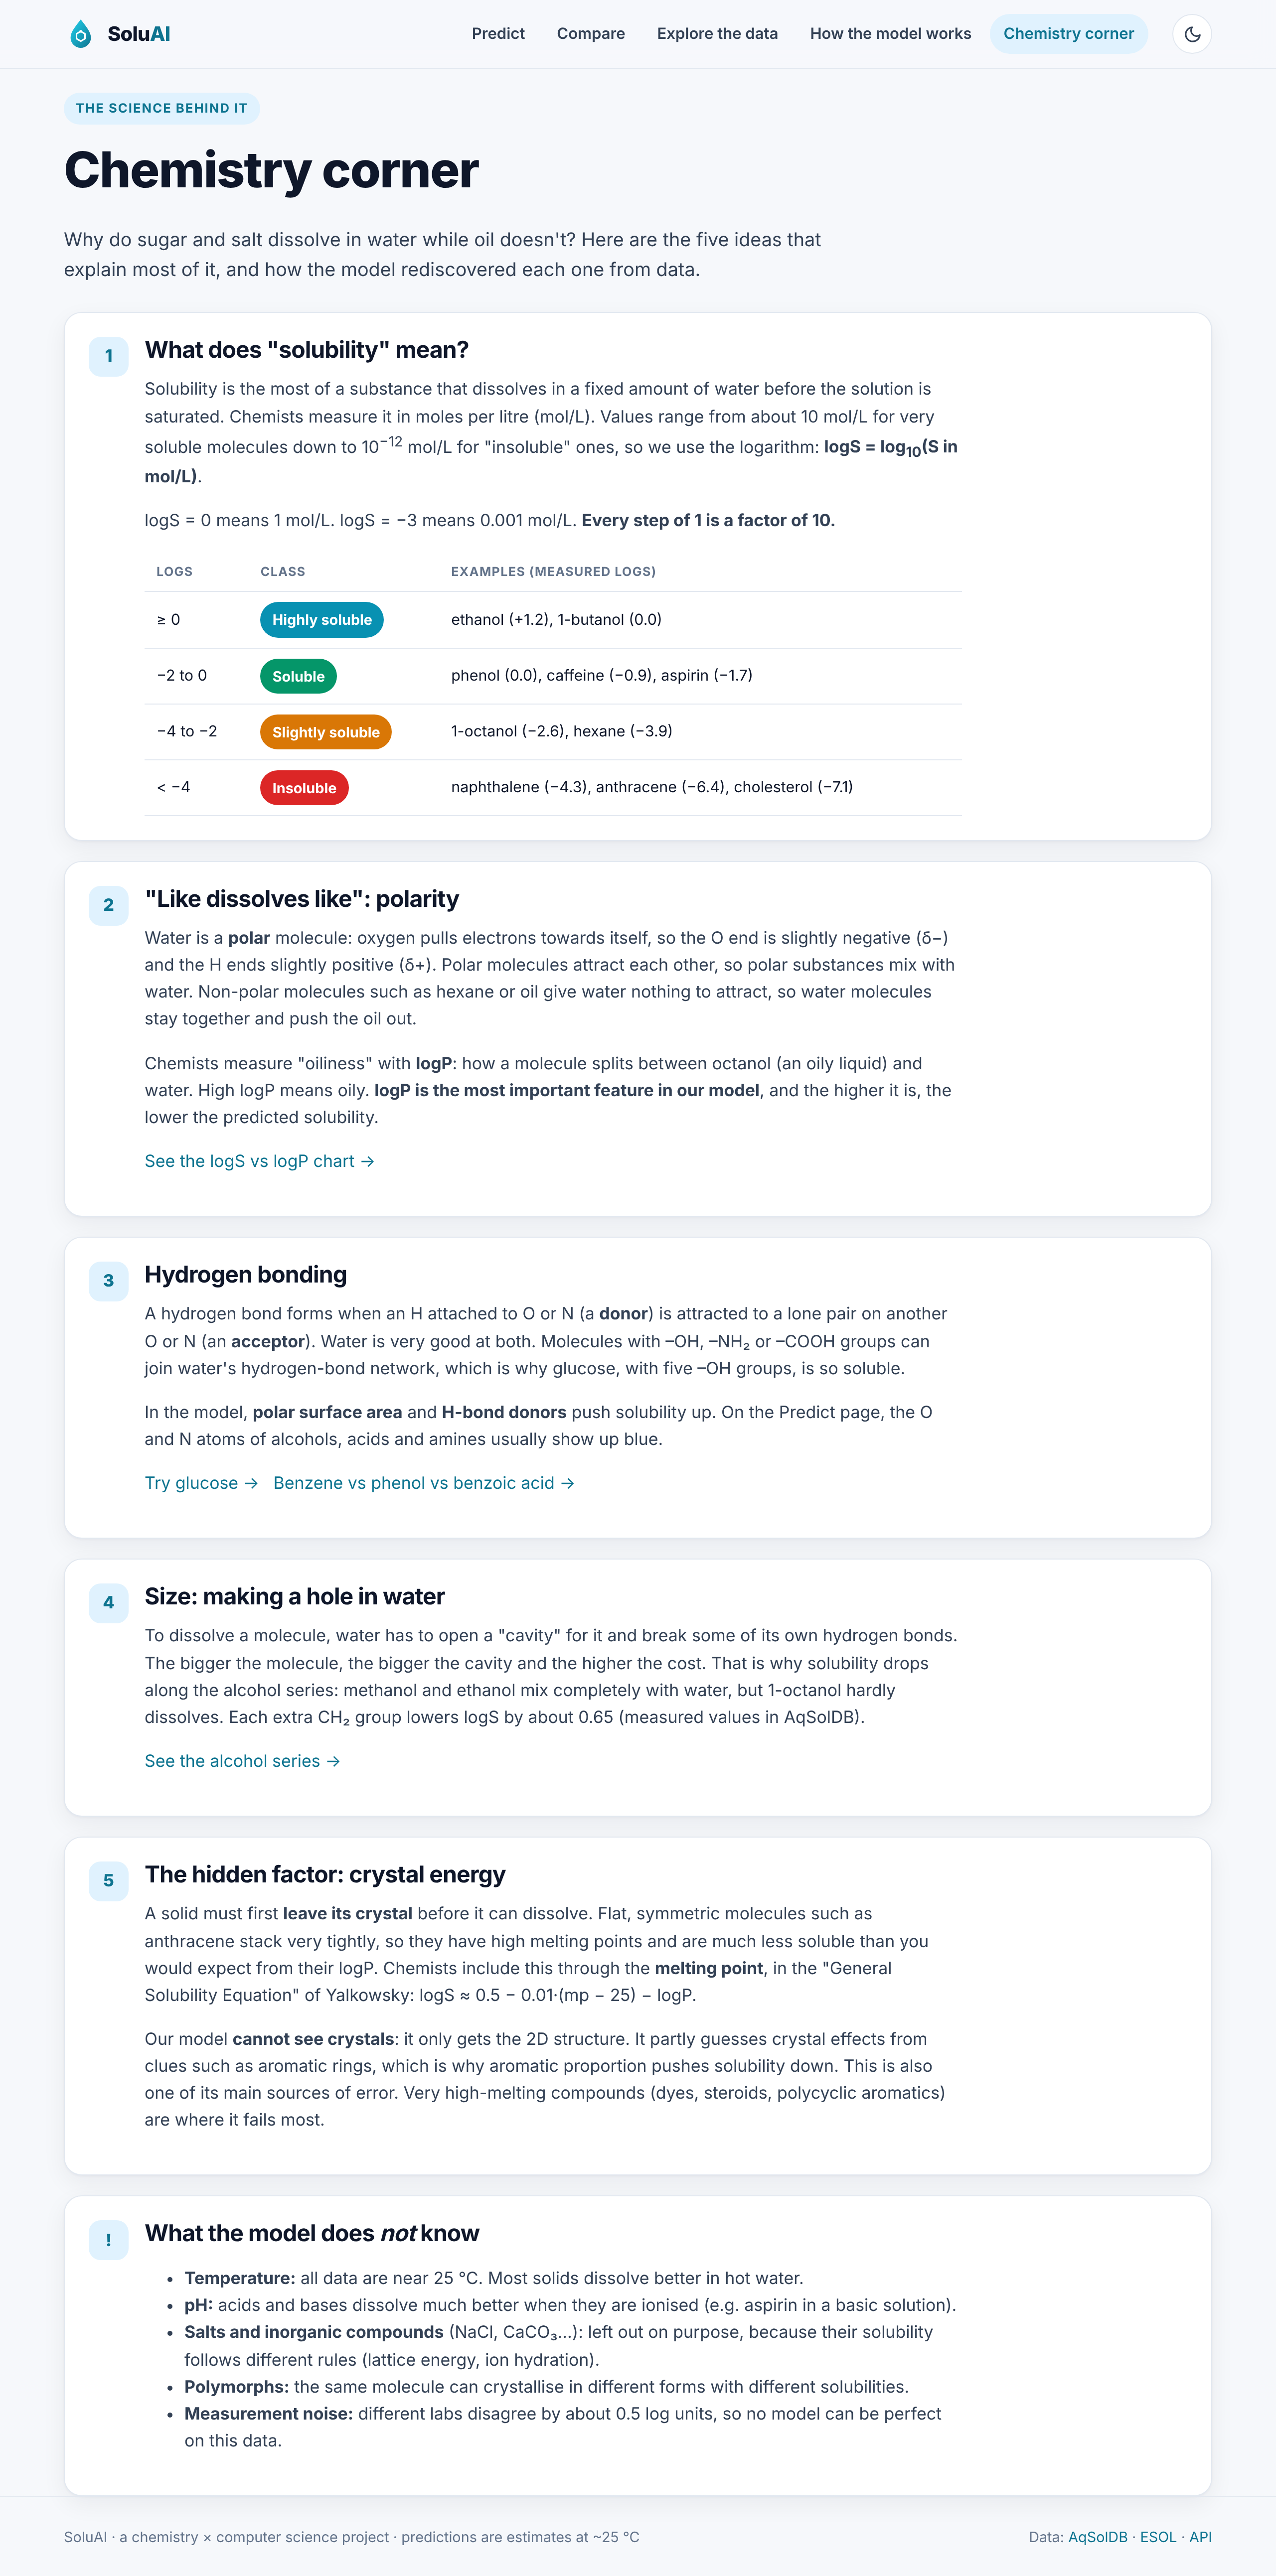 SoluAI
Predict
Compare
Explore the data
How the model works
Chemistry corner
THE SCIENCE BEHIND IT
Chemistry corner
Why do sugar and salt dissolve in water while oil doesn't? Here are the five ideas that
explain most of it, and how the model rediscovered each one from data.
1
What does "solubility" mean?
Solubility is the most of a substance that dissolves in a fixed amount of water before the solution is
saturated. Chemists measure it in moles per litre (mol/L). Values range from about 10 mol/L for very
soluble molecules down to 10⁻¹² mol/L for "insoluble" ones, so we use the logarithm: logS = log₁₀(S in
mol/L).
logS = 0 means 1 mol/L. logS = −3 means 0.001 mol/L. Every step of 1 is a factor of 10.
LOGS CLASS EXAMPLES (MEASURED LOGS)
≥ 0 Highly soluble ethanol (+1.2), 1-butanol (0.0)
−2 to 0 Soluble phenol (0.0), caffeine (−0.9), aspirin (−1.7)
−4 to −2 Slightly soluble 1-octanol (−2.6), hexane (−3.9)
< −4 Insoluble naphthalene (−4.3), anthracene (−6.4), cholesterol (−7.1)
2
"Like dissolves like": polarity
Water is a polar molecule: oxygen pulls electrons towards itself, so the O end is slightly negative (δ−)
and the H ends slightly positive (δ+). Polar molecules attract each other, so polar substances mix with
water. Non-polar molecules such as hexane or oil give water nothing to attract, so water molecules
stay together and push the oil out.
Chemists measure "oiliness" with logP: how a molecule splits between octanol (an oily liquid) and
water. High logP means oily. logP is the most important feature in our model, and the higher it is, the
lower the predicted solubility.
See the logS vs logP chart →
3
Hydrogen bonding
A hydrogen bond forms when an H attached to O or N (a donor) is attracted to a lone pair on another
O or N (an acceptor). Water is very good at both. Molecules with –OH, –NH₂ or –COOH groups can
join water's hydrogen-bond network, which is why glucose, with five –OH groups, is so soluble.
In the model, polar surface area and H-bond donors push solubility up. On the Predict page, the O
and N atoms of alcohols, acids and amines usually show up blue.
Try glucose → Benzene vs phenol vs benzoic acid →
4
Size: making a hole in water
To dissolve a molecule, water has to open a "cavity" for it and break some of its own hydrogen bonds.
The bigger the molecule, the bigger the cavity and the higher the cost. That is why solubility drops
along the alcohol series: methanol and ethanol mix completely with water, but 1-octanol hardly
dissolves. Each extra CH₂ group lowers logS by about 0.65 (measured values in AqSolDB).
See the alcohol series →
5
The hidden factor: crystal energy
A solid must first leave its crystal before it can dissolve. Flat, symmetric molecules such as
anthracene stack very tightly, so they have high melting points and are much less soluble than you
would expect from their logP. Chemists include this through the melting point, in the "General
Solubility Equation" of Yalkowsky: logS ≈ 0.5 − 0.01·(mp − 25) − logP.
Our model cannot see crystals: it only gets the 2D structure. It partly guesses crystal effects from
clues such as aromatic rings, which is why aromatic proportion pushes solubility down. This is also
one of its main sources of error. Very high-melting compounds (dyes, steroids, polycyclic aromatics)
are where it fails most.
!
What the model does not know
• Temperature: all data are near 25 °C. Most solids dissolve better in hot water.
• pH: acids and bases dissolve much better when they are ionised (e.g. aspirin in a basic solution).
• Salts and inorganic compounds (NaCl, CaCO₃...): left out on purpose, because their solubility
follows different rules (lattice energy, ion hydration).
• Polymorphs: the same molecule can crystallise in different forms with different solubilities.
• Measurement noise: different labs disagree by about 0.5 log units, so no model can be perfect
on this data.
SoluAI · a chemistry × computer science project · predictions are estimates at ~25 °C
Data: AqSolDB · ESOL · API